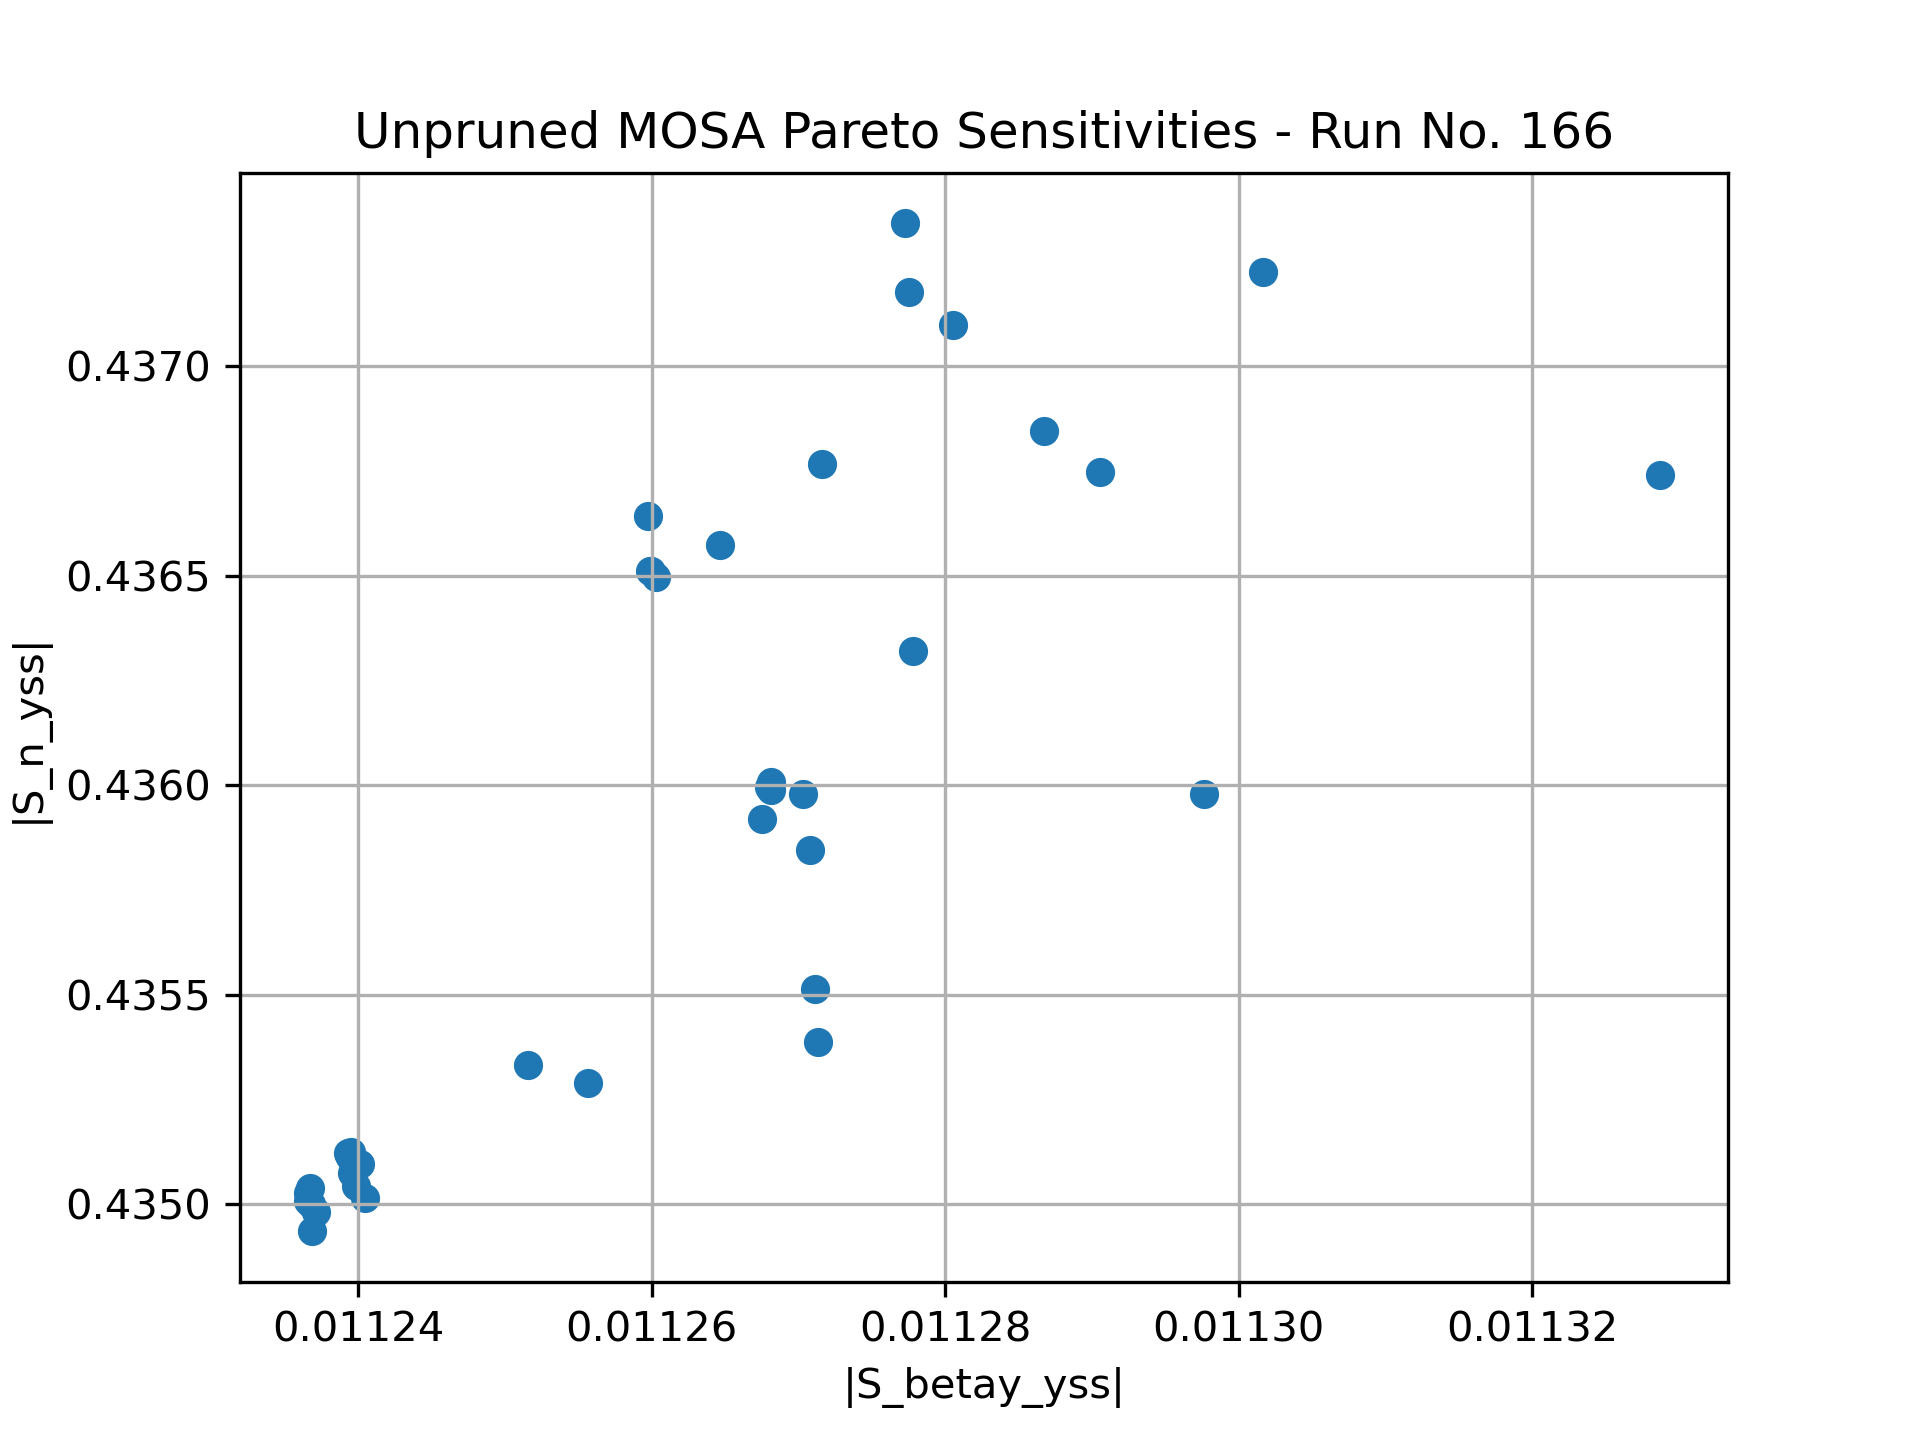 Unpruned MOSA Pareto Sensitivities - Run No. 166
0.4370
0.4365
0.4360
0.4355
0.4350
|S_n_yss|
0.01124 0.01126 0.01128 0.01130 0.01132
|S_betay_yss|